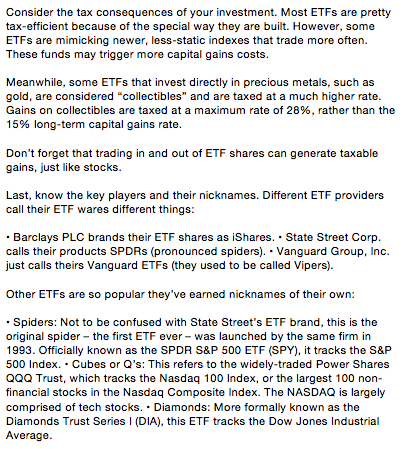 Consider the tax consequences of your investment. Most ETFs are pretty
tax-efficient because of the special way they are built. However, some
ETFs are mimicking newer, less-static indexes that trade more often.
These funds may trigger more capital gains costs.
Meanwhile, some ETFs that invest directly in precious metals, such as
gold, are considered “collectibles” and are taxed at a much higher rate.
Gains on collectibles are taxed at a maximum rate of 28%, rather than the
15% long-term capital gains rate.
Don’t forget that trading in and out of ETF shares can generate taxable
gains, just like stocks.
Last, know the key players and their nicknames. Different ETF providers
call their ETF wares different things:
• Barclays PLC brands their ETF shares as iShares. • State Street Corp.
calls their products SPDRs (pronounced spiders). • Vanguard Group, Inc.
just calls theirs Vanguard ETFs (they used to be called Vipers).
Other ETFs are so popular they’ve earned nicknames of their own:
• Spiders: Not to be confused with State Street’s ETF brand, this is the
original spider – the first ETF ever – was launched by the same firm in
1993. Officially known as the SPDR S&P 500 ETF (SPY), it tracks the S&P
500 Index. • Cubes or Q’s: This refers to the widely-traded Power Shares
QQQ Trust, which tracks the Nasdaq 100 Index, or the largest 100 non-
financial stocks in the Nasdaq Composite Index. The NASDAQ is largely
comprised of tech stocks. • Diamonds: More formally known as the
Diamonds Trust Series I (DIA), this ETF tracks the Dow Jones Industrial
Average.